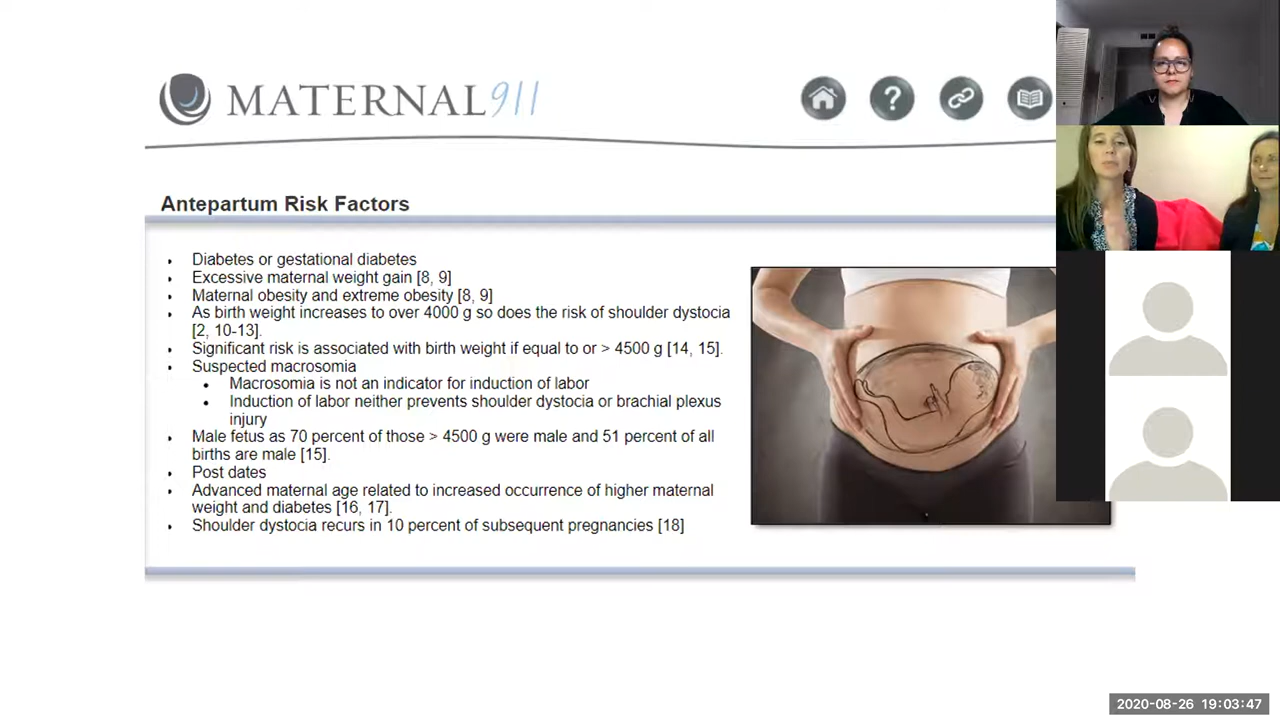 MATERNAL911
Antepartum Risk Factors
Diabetes or gestational diabetes
Excessive maternal weight gain [8, 9]
Maternal obesity and extreme obesity [8, 9]
As birth weight increases to over 4000 g so does the risk of shoulder dystocia
[2, 10-13].
Significant risk is associated with birth weight if equal to or > 4500 g [14, 15].
Suspected macrosomia
Macrosomia is not an indicator for induction of labor
Induction of labor neither prevents shoulder dystocia or brachial plexus
injury
Male fetus as 70 percent of those > 4500 g were male and 51 percent of all
births are male [15].
Post dates
Advanced maternal age related to increased occurrence of higher maternal
weight and diabetes [16, 17].
Shoulder dystocia recurs in 10 percent of subsequent pregnancies [18]
2020-08-26 19:03:47